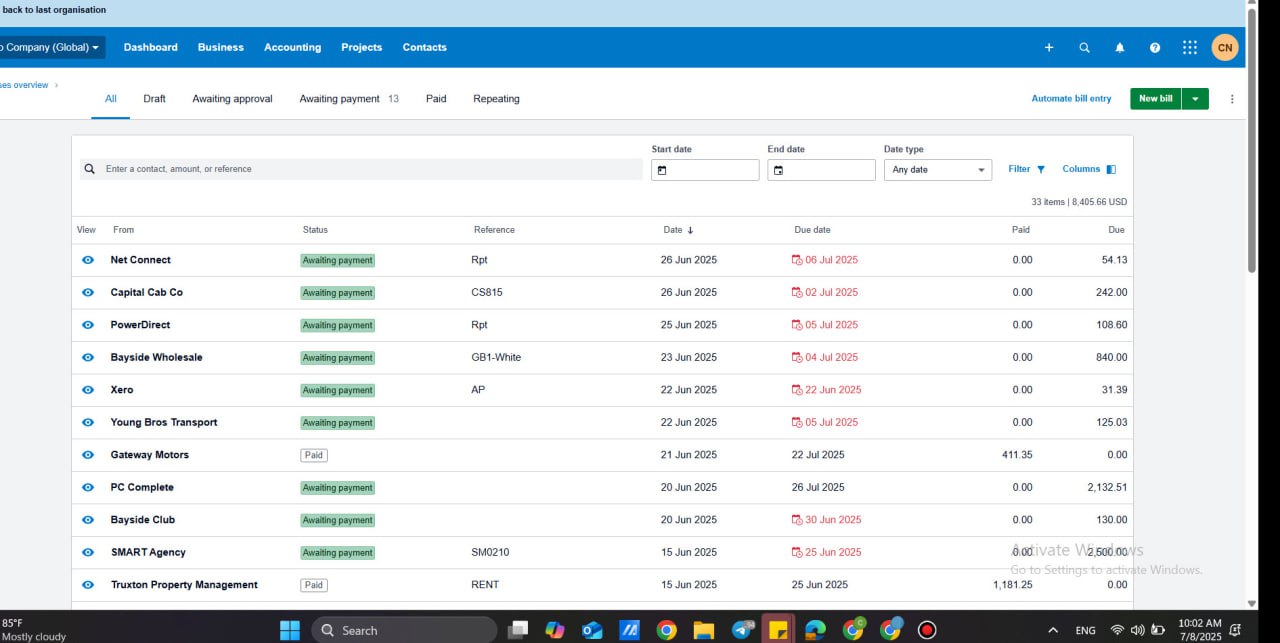 back to last organisation
o Company (Global) Dashboard Business Accounting Projects Contacts CN
ses overview
All Draft Awaiting approval Awaiting payment 13 Paid Repeating Automate bill entry New bill
Start date End date Date type
Enter a contact, amount, or reference Any date Filter Columns
33 items | 8,405.66 USD
View From Status Reference Date ↓ Due date Paid Due
Net Connect Awaiting payment Rpt 26 Jun 2025 06 Jul 2025 0.00 54.13
Capital Cab Co Awaiting payment CS815 26 Jun 2025 02 Jul 2025 0.00 242.00
PowerDirect Awaiting payment Rpt 25 Jun 2025 05 Jul 2025 0.00 108.60
Bayside Wholesale Awaiting payment GB1-White 23 Jun 2025 04 Jul 2025 0.00 840.00
Xero Awaiting payment AP 22 Jun 2025 22 Jun 2025 0.00 31.39
Young Bros Transport Awaiting payment 22 Jun 2025 05 Jul 2025 0.00 125.03
Gateway Motors Paid 21 Jun 2025 22 Jul 2025 411.35 0.00
PC Complete Awaiting payment 20 Jun 2025 26 Jul 2025 0.00 2,132.51
Bayside Club Awaiting payment 20 Jun 2025 30 Jun 2025 0.00 130.00
SMART Agency Awaiting payment SM0210 15 Jun 2025 25 Jun 2025 0.00 2,500.00
Activate Windows
Go to Settings to activate Windows.
Truxton Property Management Paid RENT 15 Jun 2025 25 Jun 2025 1,181.25 0.00
85°F
Mostly cloudy
Search
ENG
10:02 AM
7/8/2025